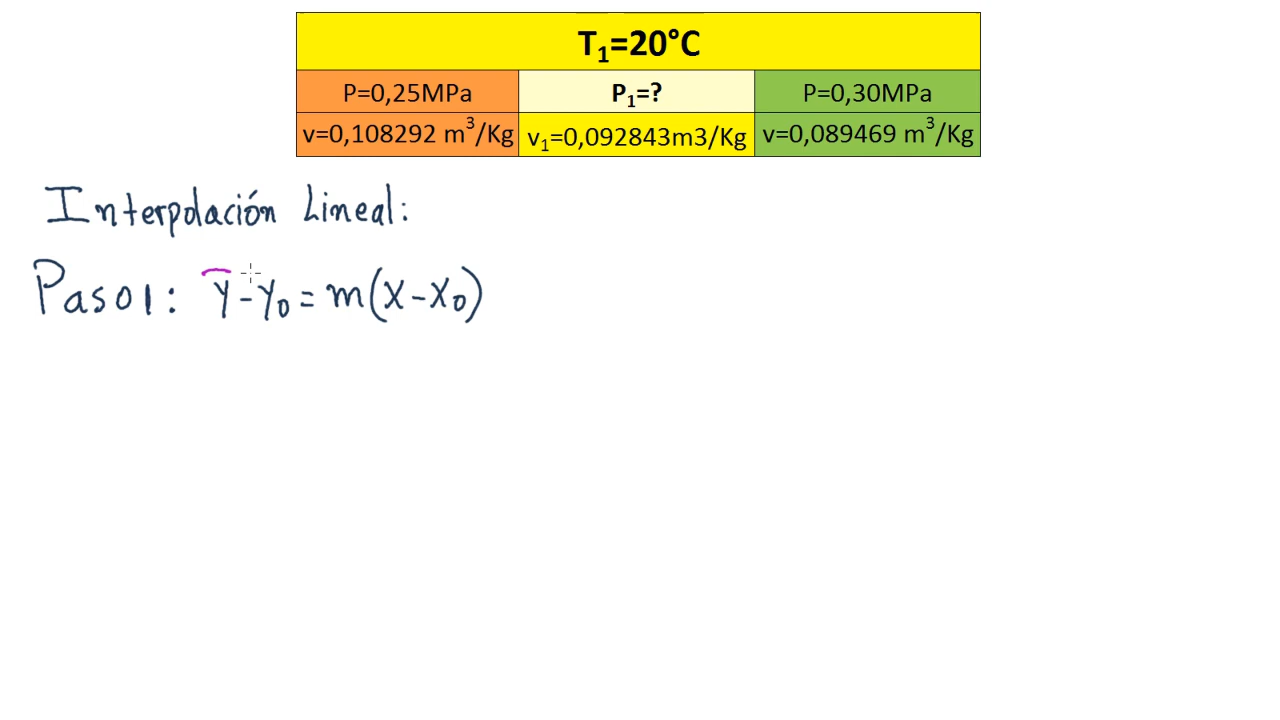 T₁=20°C
P=0,25MPa P₁=? P=0,30MPa
v=0,108292 m³/Kg v₁=0,092843m3/Kg v=0,089469 m³/Kg
Interpolación Lineal:
Paso1: y-y₀=m(x-x₀)